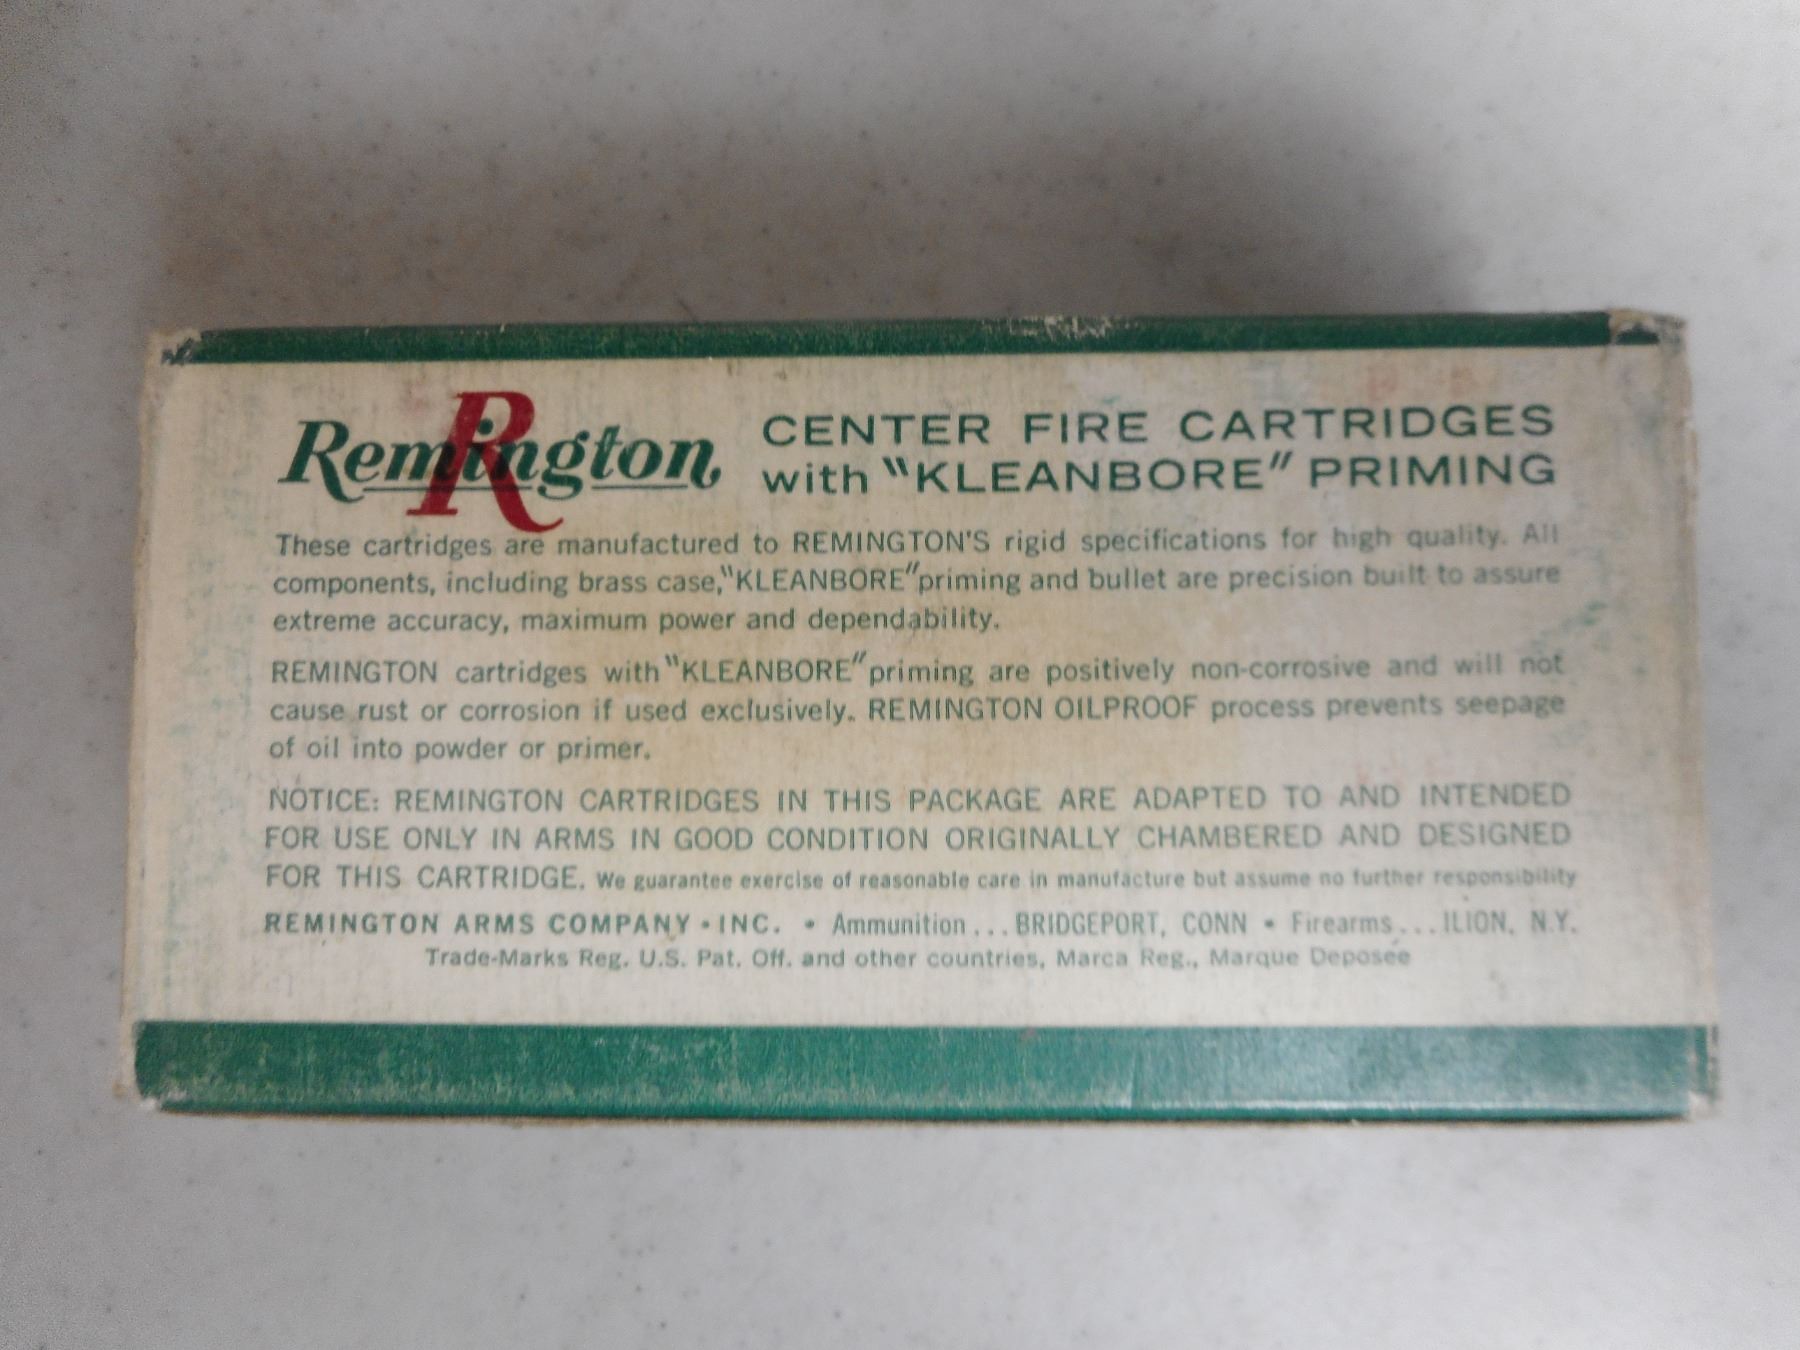 Remington
CENTER FIRE CARTRIDGES
with "KLEANBORE" PRIMING
These cartridges are manufactured to REMINGTON'S rigid specifications for high quality. All
components, including brass case, "KLEANBORE" priming and bullet are precision built to assure
extreme accuracy, maximum power and dependability.
REMINGTON cartridges with "KLEANBORE" priming are positively non-corrosive and will not
cause rust or corrosion if used exclusively. REMINGTON OILPROOF process prevents seepage
of oil into powder or primer.
NOTICE: REMINGTON CARTRIDGES IN THIS PACKAGE ARE ADAPTED TO AND INTENDED
FOR USE ONLY IN ARMS IN GOOD CONDITION ORIGINALLY CHAMBERED AND DESIGNED
FOR THIS CARTRIDGE. We guarantee exercise of reasonable care in manufacture but assume no further responsibility
REMINGTON ARMS COMPANY • INC. • Ammunition ... BRIDGEPORT, CONN • Firearms ... ILION, N.Y.
Trade-Marks Reg. U.S. Pat. Off. and other countries, Marca Reg., Marque Deposée